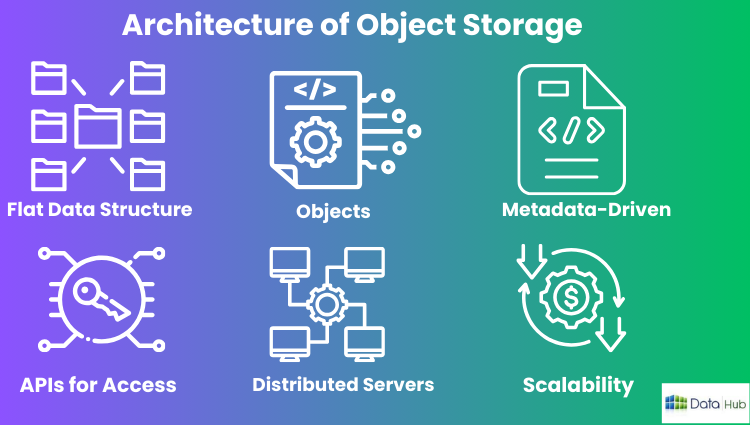 Architecture of Object Storage
</>
</>
Flat Data Structure
Objects
Metadata-Driven
$
APIs for Access
Distributed Servers
Scalability
Data Hub